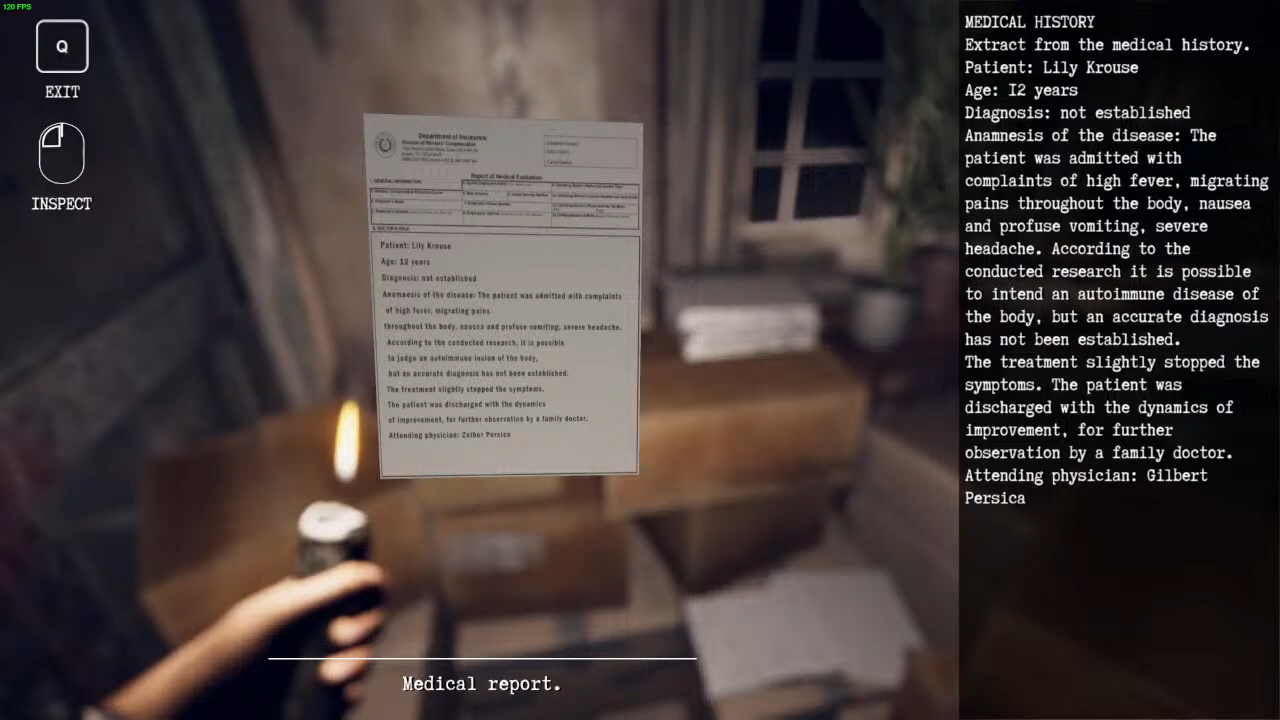 120 FPS
Q
EXIT
INSPECT
Department of Insurance
Division of Workers' Compensation
Report of Medical Evaluation
Patient: Lily Krouse
Age: 12 years
Diagnosis: not established
Anamnesis of the disease: The patient was admitted with complaints
of high fever, migrating pains
throughout the body, nausea and profuse vomiting, severe headache.
According to the conducted research, it is possible
to judge an autoimmune lesion of the body,
but an accurate diagnosis has not been established.
The treatment slightly stopped the symptoms.
The patient was discharged with the dynamics
of improvement, for further observation by a family doctor.
Attending physician: Zelber Persica
Medical report.
MEDICAL HISTORY
Extract from the medical history.
Patient: Lily Krouse
Age: I2 years
Diagnosis: not established
Anamnesis of the disease: The
patient was admitted with
complaints of high fever, migrating
pains throughout the body, nausea
and profuse vomiting, severe
headache. According to the
conducted research it is possible
to intend an autoimmune disease of
the body, but an accurate diagnosis
has not been established.
The treatment slightly stopped the
symptoms. The patient was
discharged with the dynamics of
improvement, for further
observation by a family doctor.
Attending physician: Gilbert
Persica